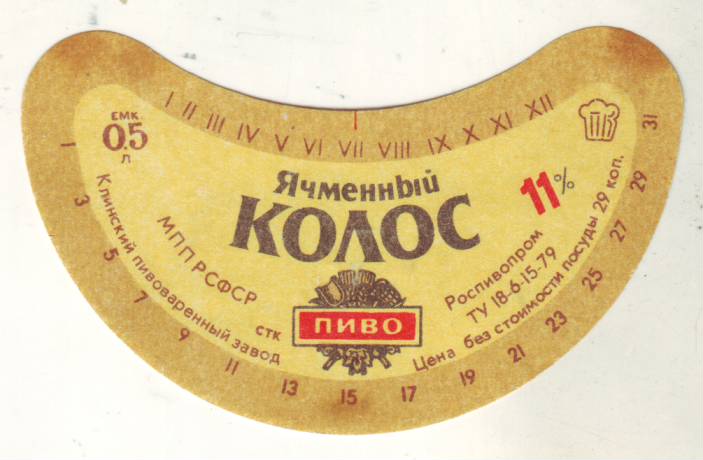 I II III IV V VI VII VIII IX X XI XII
ЕМК.
0.5
л
Ячменный
КОЛОС
11%
МПП РСФСР
Клинский пивоваренный завод
стк
ПИВО
Роспивопром
ТУ 18-6-15-79
Цена без стоимости посуды 29 коп.
1 3 5 7 9 11 13 15 17 19 21 23 25 27 29 31